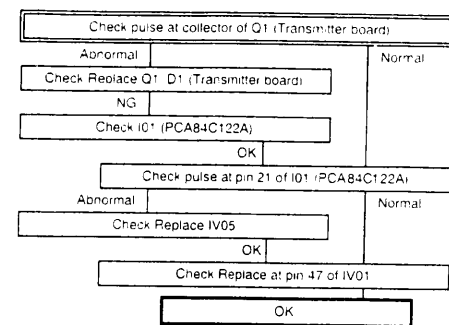 Check pulse at collector of Q1 (Transmitter board)
Abnormal
Normal
Check Replace Q1 D1 (Transmitter board)
NG
Check I01 (PCA84C122A)
OK
Check pulse at pin 21 of I01 (PCA84C122A)
Abnormal
Normal
Check Replace IV05
OK
Check Replace at pin 47 of IV01
OK